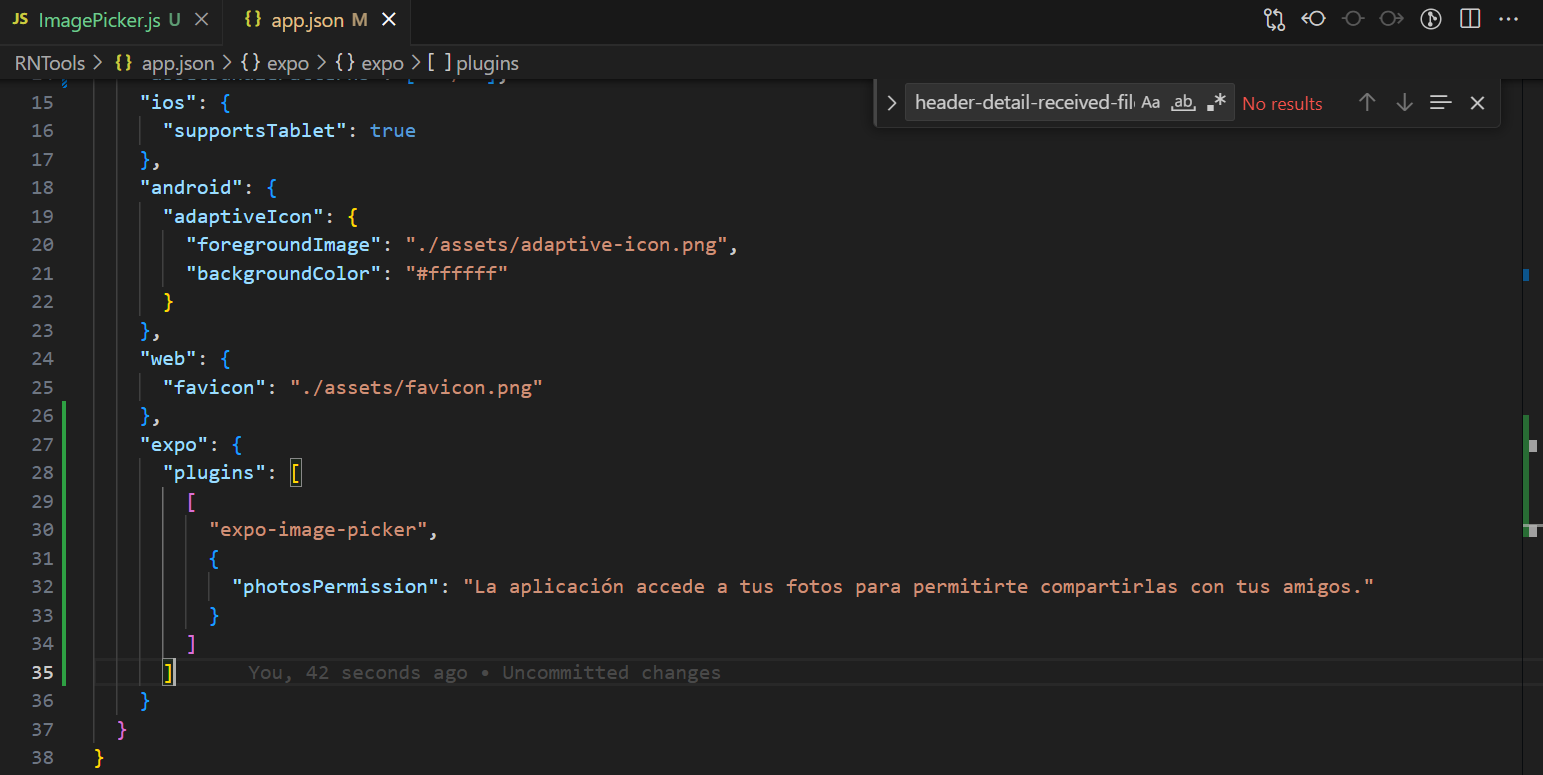 JS ImagePicker.js U
{} app.json M
RNTools > {} app.json > {} expo > {} expo > [ ] plugins
header-detail-received-fil Aa ab .* No results
15 "ios": {
16 "supportsTablet": true
17 },
18 "android": {
19 "adaptiveIcon": {
20 "foregroundImage": "./assets/adaptive-icon.png",
21 "backgroundColor": "#ffffff"
22 }
23 },
24 "web": {
25 "favicon": "./assets/favicon.png"
26 },
27 "expo": {
28 "plugins": [
29 [
30 "expo-image-picker",
31 {
32 "photosPermission": "La aplicación accede a tus fotos para permitirte compartirlas con tus amigos."
33 }
34 ]
35 ] You, 42 seconds ago • Uncommitted changes
36 }
37 }
38 }